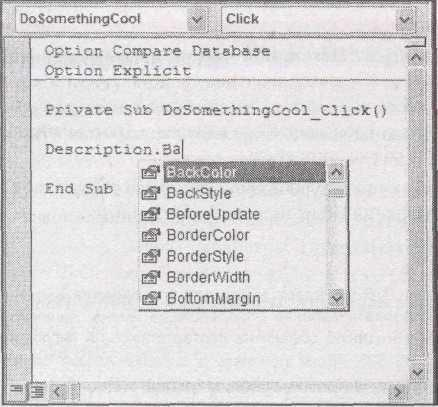 DoSomethingCool Click
Option Compare Database
Option Explicit
Private Sub DoSomethingCool_Click()
Description.Ba
BackColor
BackStyle
End Sub
BeforeUpdate
BorderColor
BorderStyle
BorderWidth
BottomMargin